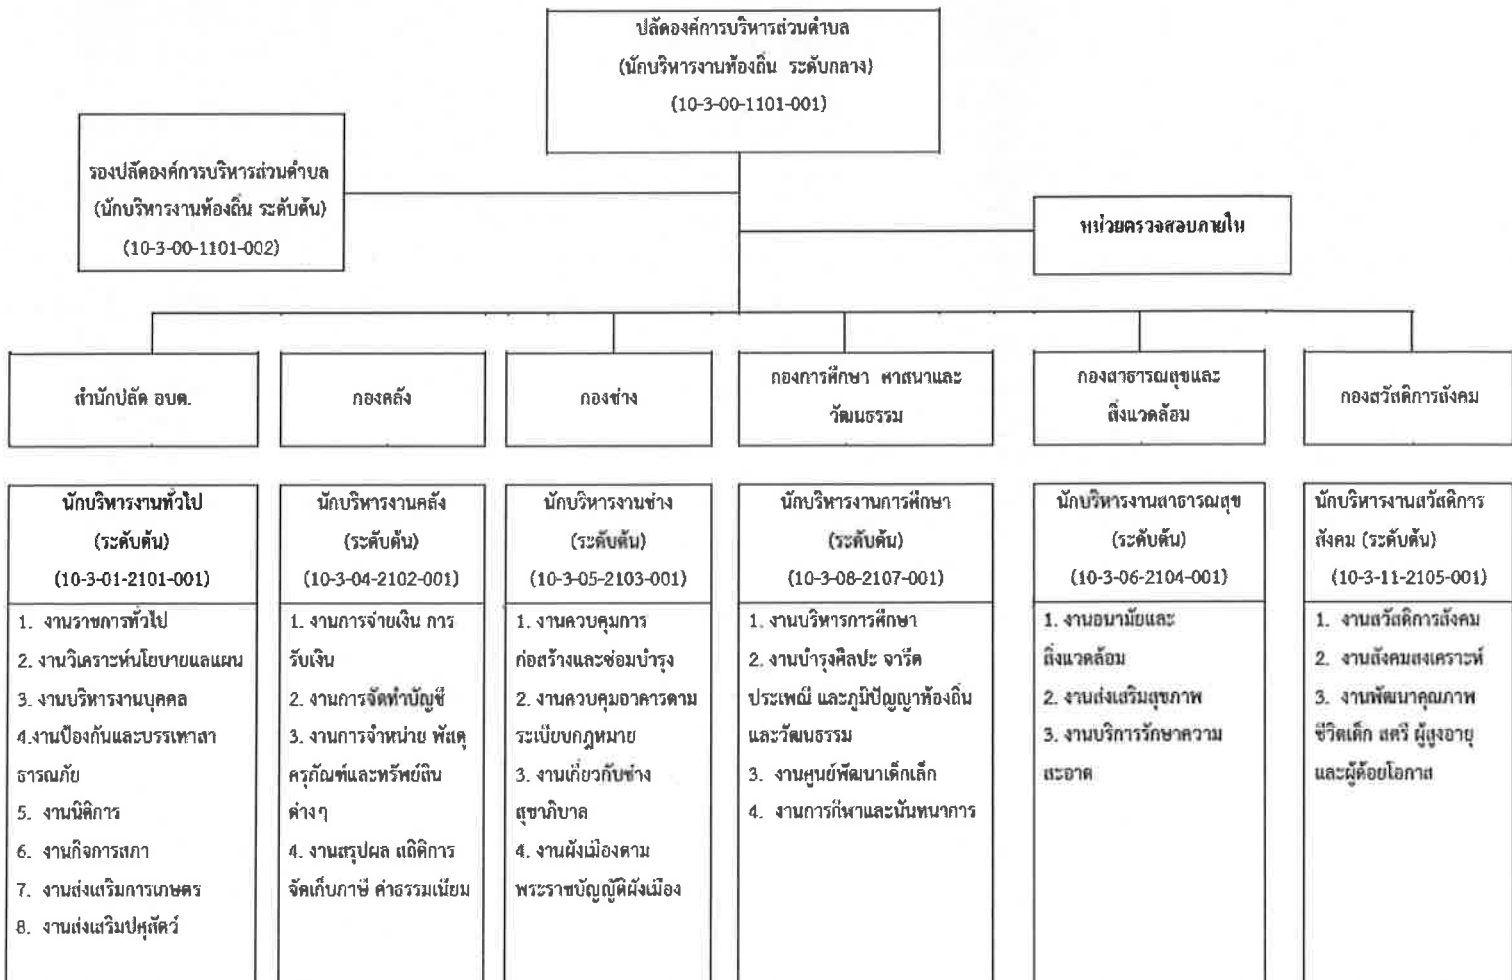 ปลัดองค์การบริหารส่วนตำบล
(นักบริหารงานท้องถิ่น ระดับกลาง)
(10-3-00-1101-001)
รองปลัดองค์การบริหารส่วนตำบล
(นักบริหารงานท้องถิ่น ระดับต้น)
(10-3-00-1101-002)
หน่วยตรวจสอบภายใน
สำนักปลัด อบต.
กองคลัง
กองช่าง
กองการศึกษา ศาสนาและ
วัฒนธรรม
กองสาธารณสุขและ
สิ่งแวดล้อม
กองสวัสดิการสังคม
นักบริหารงานทั่วไป
(ระดับต้น)
(10-3-01-2101-001)
1. งานราชการทั่วไป
2. งานวิเคราะห์นโยบายแลแผน
3. งานบริหารงานบุคคล
4.งานป้องกันและบรรเทาสา
ธารณภัย
5. งานนิติการ
6. งานกิจการสภา
7. งานส่งเสริมการเกษตร
8. งานส่งเสริมปศุสัตว์
นักบริหารงานคลัง
(ระดับต้น)
(10-3-04-2102-001)
1. งานการจ่ายเงิน การ
รับเงิน
2. งานการจัดทำบัญชี
3. งานการจำหน่าย พัสดุ
ครุภัณฑ์และทรัพย์สิน
ต่างๆ
4. งานสรุปผล สถิติการ
จัดเก็บภาษี ค่าธรรมเนียม
นักบริหารงานช่าง
(ระดับต้น)
(10-3-05-2103-001)
1. งานควบคุมการ
ก่อสร้างและซ่อมบำรุง
2. งานควบคุมอาคารตาม
ระเบียบกฎหมาย
3. งานเกี่ยวกับช่าง
สุขาภิบาล
4. งานผังเมืองตาม
พระราชบัญญัติผังเมือง
นักบริหารงานการศึกษา
(ระดับต้น)
(10-3-08-2107-001)
1. งานบริหารการศึกษา
2. งานบำรุงศิลปะ จารีต
ประเพณี และภูมิปัญญาท้องถิ่น
และวัฒนธรรม
3. งานศูนย์พัฒนาเด็กเล็ก
4. งานการกีฬาและนันทนาการ
นักบริหารงานสาธารณสุข
(ระดับต้น)
(10-3-06-2104-001)
1. งานอนามัยและ
สิ่งแวดล้อม
2. งานส่งเสริมสุขภาพ
3. งานบริการรักษาความ
สะอาด
นักบริหารงานสวัสดิการ
สังคม (ระดับต้น)
(10-3-11-2105-001)
1. งานสวัสดิการสังคม
2. งานสังคมสงเคราะห์
3. งานพัฒนาคุณภาพ
ชีวิตเด็ก สตรี ผู้สูงอายุ
และผู้ด้อยโอกาส